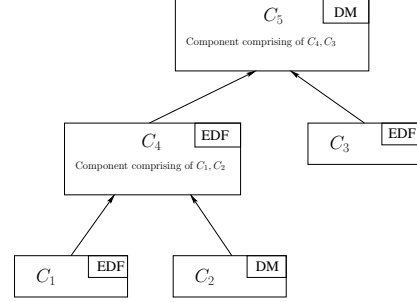 C₅ DM
Component comprising of C₄, C₃
C₄ EDF
Component comprising of C₁, C₂
C₃ EDF
C₁ EDF
C₂ DM